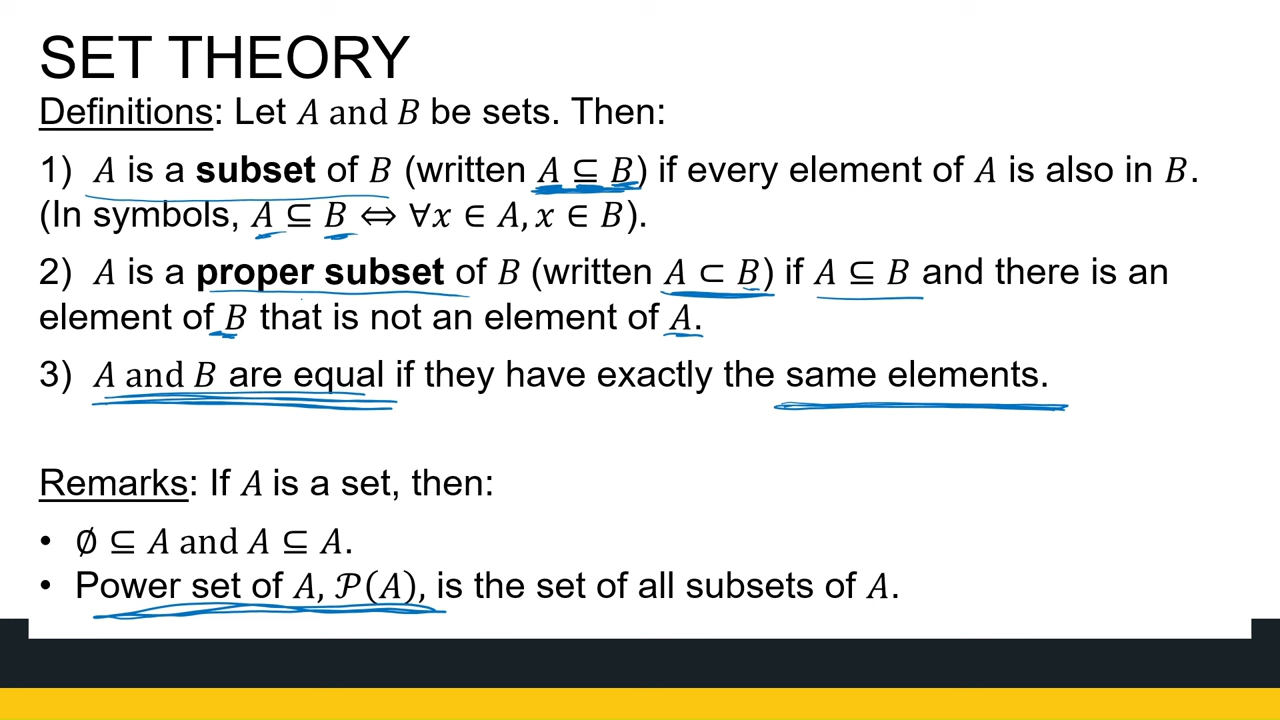 SET THEORY
Definitions: Let A and B be sets. Then:
1) A is a subset of B (written A ⊆ B) if every element of A is also in B.
(In symbols, A ⊆ B ⇔ ∀x ∈ A, x ∈ B).
2) A is a proper subset of B (written A ⊂ B) if A ⊆ B and there is an
element of B that is not an element of A.
3) A and B are equal if they have exactly the same elements.
Remarks: If A is a set, then:
• ∅ ⊆ A and A ⊆ A.
• Power set of A, 𝒫(A), is the set of all subsets of A.